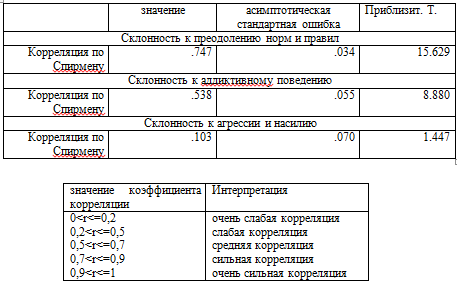 значение асимптотическая стандартная ошибка Приблизит. Т.
Склонность к преодолению норм и правил
Корреляция по Спирмену .747 .034 15.629
Склонность к аддиктивному поведению
Корреляция по Спирмену .538 .055 8.880
Склонность к агрессии и насилию
Корреляция по Спирмену .103 .070 1.447
значение коэффициента корреляции Интерпретация
0<r<=0,2 очень слабая корреляция
0,2<r<=0,5 слабая корреляция
0,5<r<=0,7 средняя корреляция
0,7<r<=0,9 сильная корреляция
0,9<r<=1 очень сильная корреляция